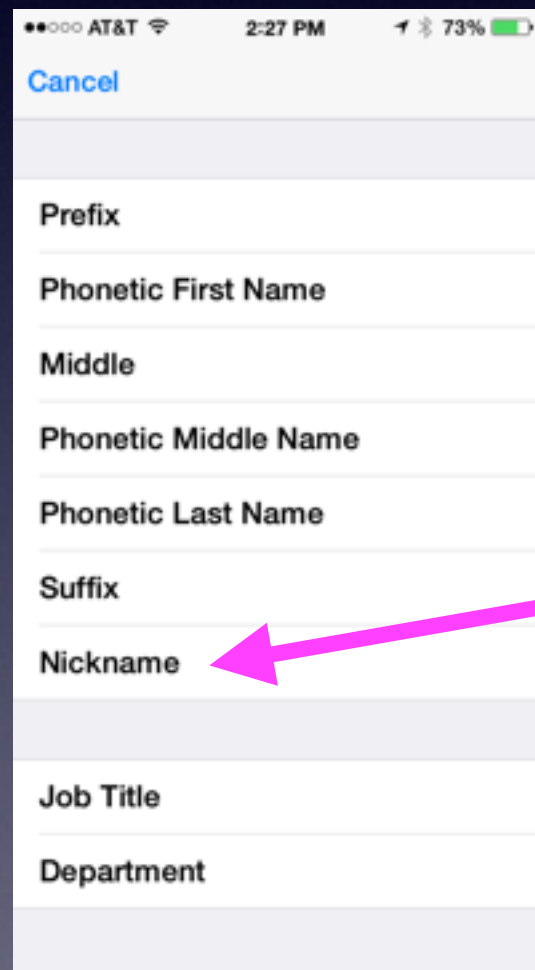 AT&T 2:27 PM 73%
Cancel
Prefix
Phonetic First Name
Middle
Phonetic Middle Name
Phonetic Last Name
Suffix
Nickname
Job Title
Department